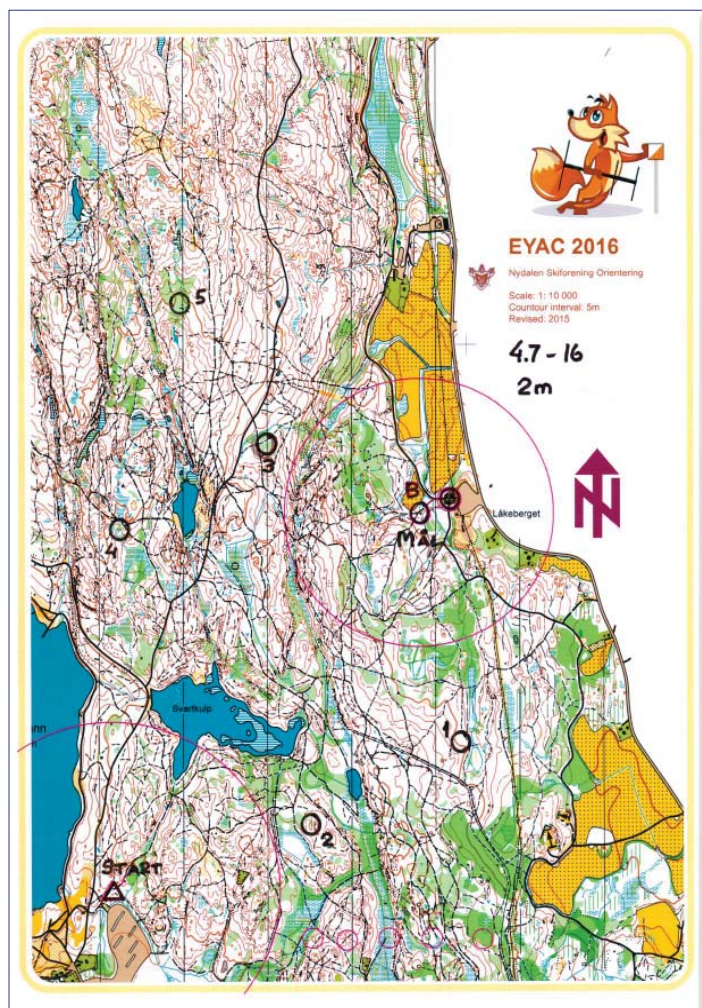 EYAC 2016
Nydalen Skiforening Orientering
Scale: 1: 10 000
Countour interval: 5m
Revised: 2015
4.7-16
2m
5
3
B
Låkeberget
MÅL
4
Svartkulp
nn
1
2
START